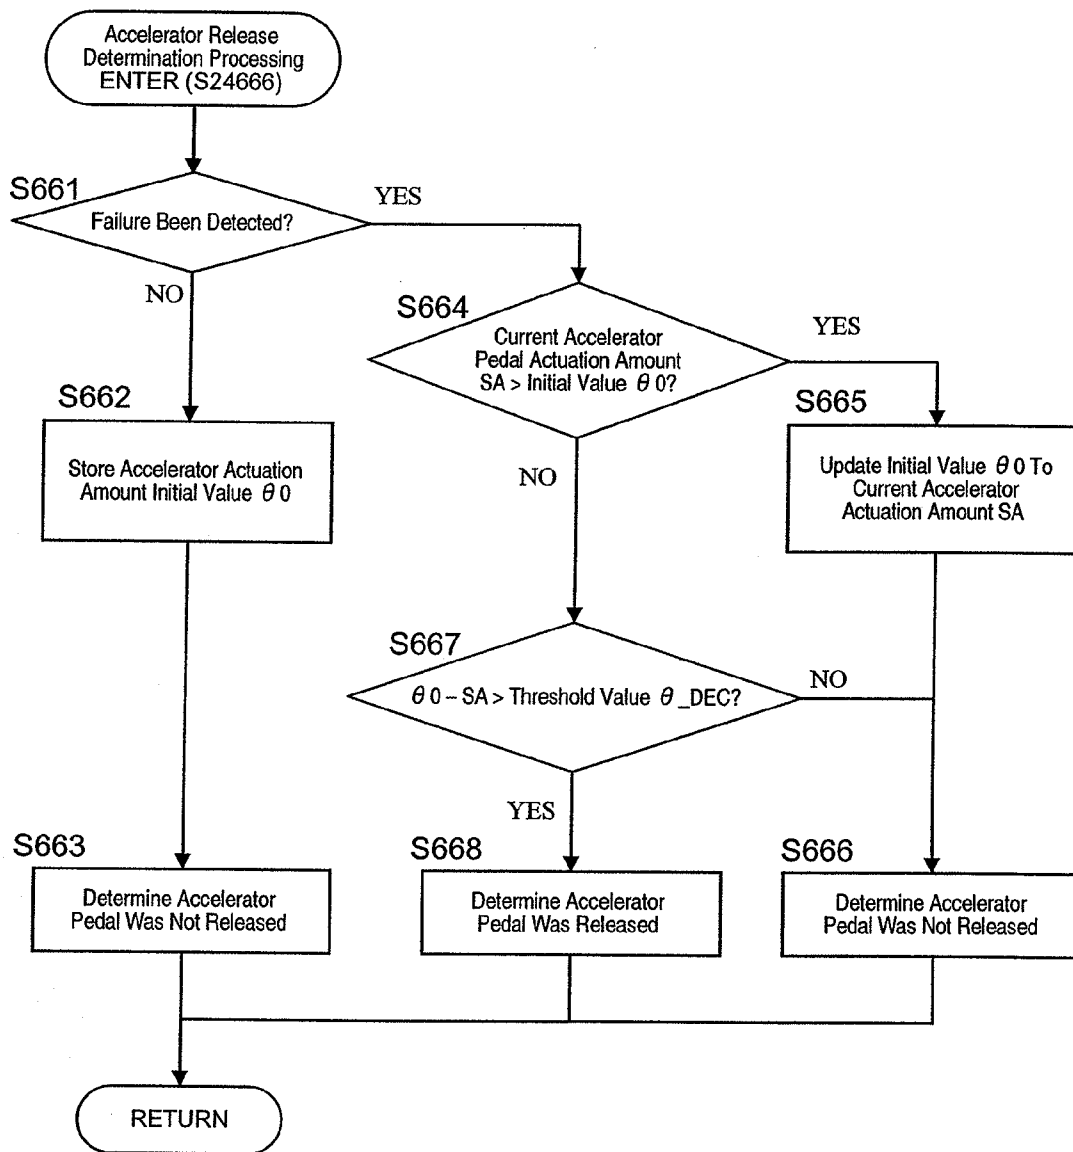 Accelerator Release
Determination Processing
ENTER (S24666)
S661
Failure Been Detected?
YES
NO
S664
Current Accelerator
Pedal Actuation Amount
SA > Initial Value θ 0?
YES
NO
S662
Store Accelerator Actuation
Amount Initial Value θ 0
S665
Update Initial Value θ 0 To
Current Accelerator
Actuation Amount SA
S667
θ 0 – SA > Threshold Value θ _DEC?
NO
YES
S663
Determine Accelerator
Pedal Was Not Released
S668
Determine Accelerator
Pedal Was Released
S666
Determine Accelerator
Pedal Was Not Released
RETURN